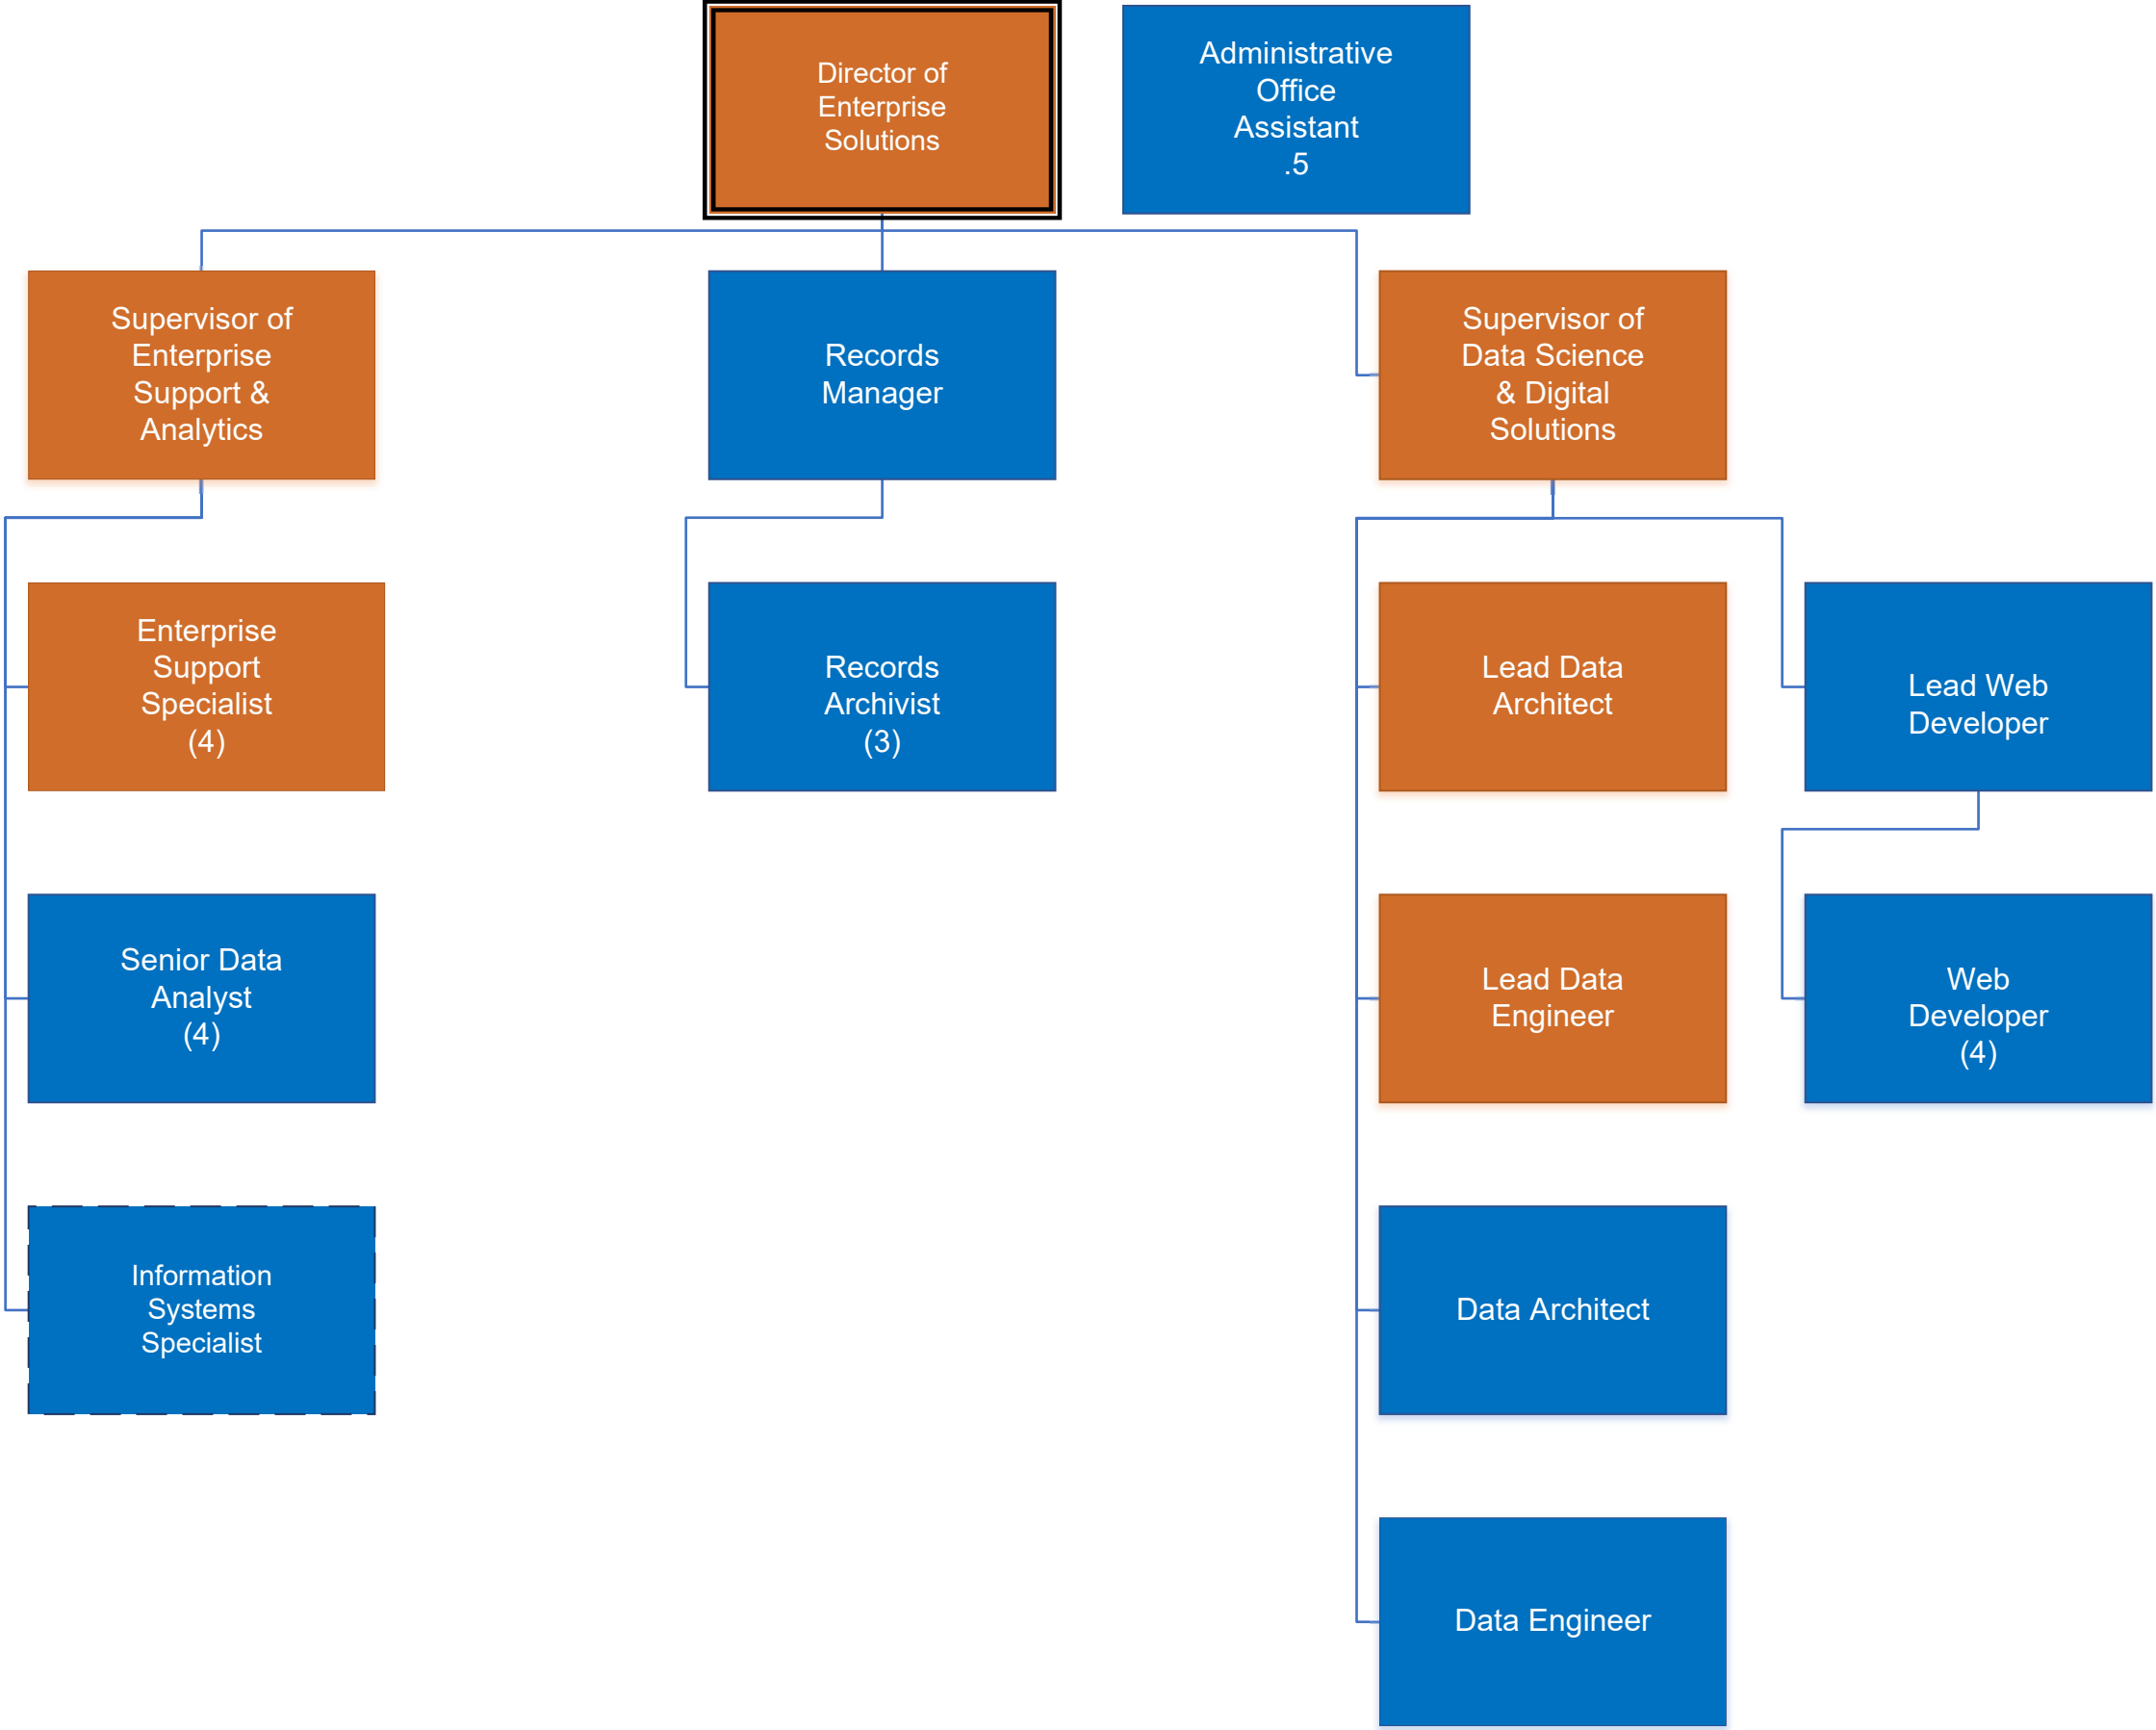 Director of
Enterprise
Solutions
Administrative
Office
Assistant
.5
Supervisor of
Enterprise
Support &
Analytics
Records
Manager
Supervisor of
Data Science
& Digital
Solutions
Enterprise
Support
Specialist
(4)
Records
Archivist
(3)
Lead Data
Architect
Lead Web
Developer
Senior Data
Analyst
(4)
Lead Data
Engineer
Web
Developer
(4)
Information
Systems
Specialist
Data Architect
Data Engineer